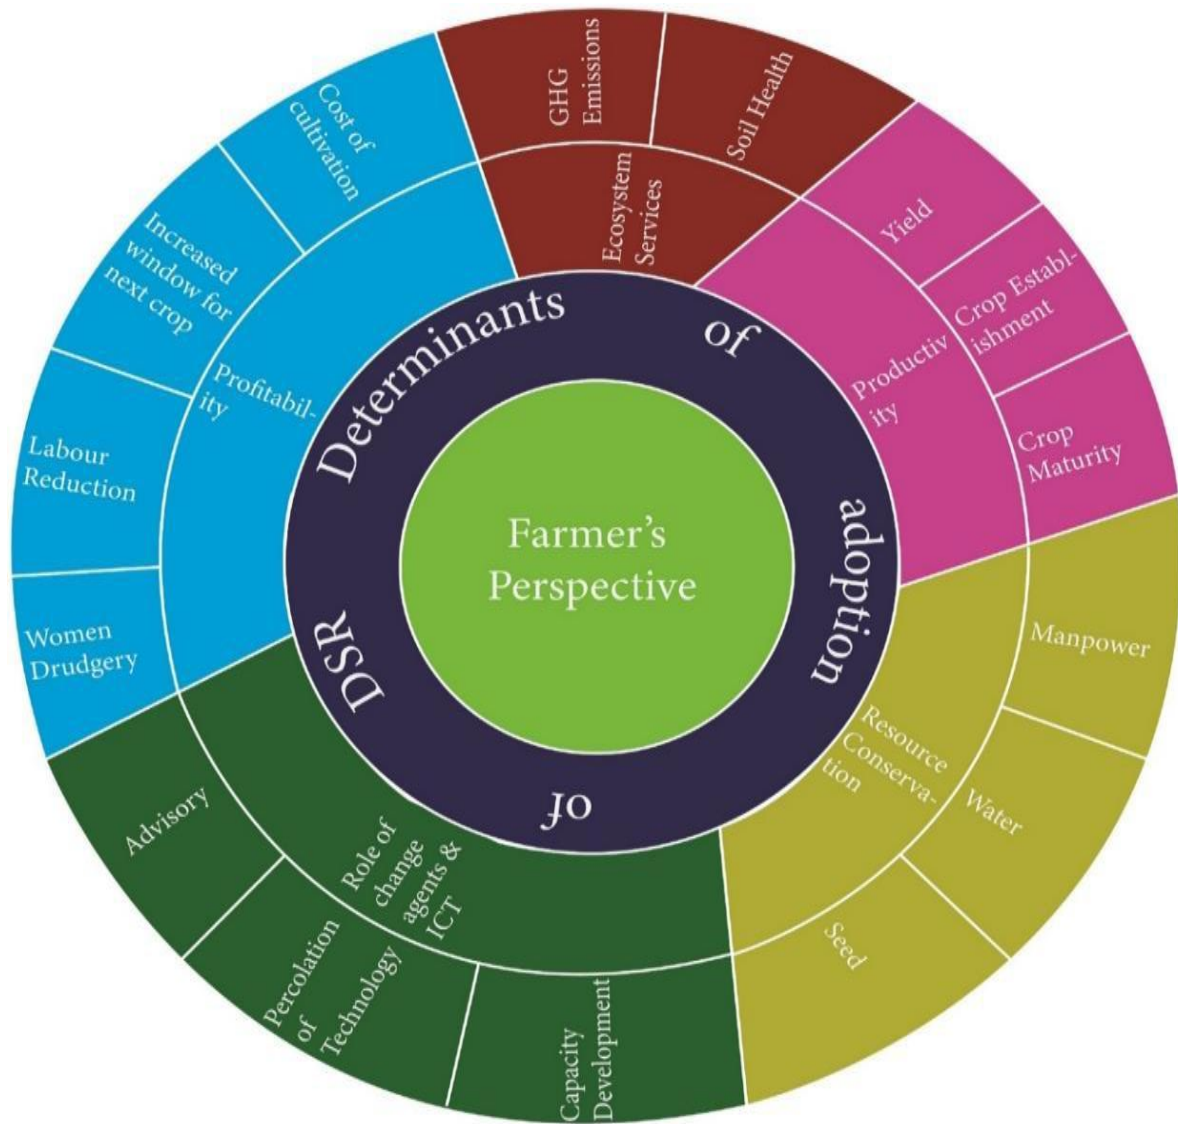 Farmer's
Perspective
Determinants of adoption of DSR
Ecosystem
Services
GHG
Emissions
Soil Health
Productiv
ity
Yield
Crop Establ-
ishment
Crop
Maturity
Resource
Conserva-
tion
Manpower
Water
Seed
Role of
change
agents &
ICT
Capacity
Development
Percolation
of
Technology
Advisory
Profitabil-
ity
Women
Drudgery
Labour
Reduction
Increased
window for
next crop
Cost of
cultivation